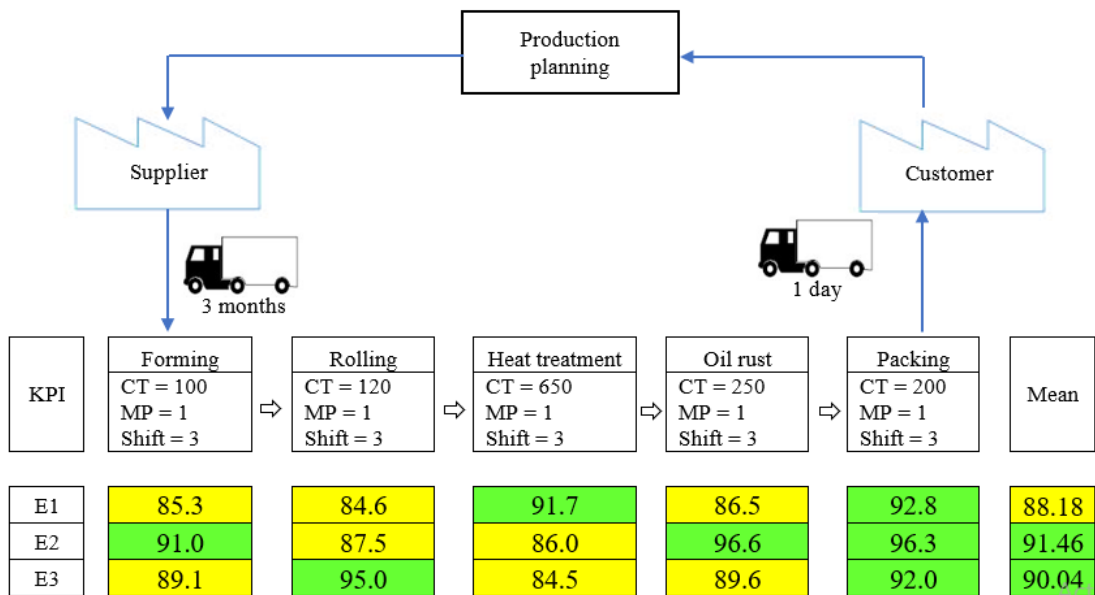 Production
planning
Supplier
Customer
3 months
1 day
KPI
Forming
CT = 100
MP = 1
Shift = 3
Rolling
CT = 120
MP = 1
Shift = 3
Heat treatment
CT = 650
MP = 1
Shift = 3
Oil rust
CT = 250
MP = 1
Shift = 3
Packing
CT = 200
MP = 1
Shift = 3
Mean
E1 85.3 84.6 91.7 86.5 92.8 88.18
E2 91.0 87.5 86.0 96.6 96.3 91.46
E3 89.1 95.0 84.5 89.6 92.0 90.04